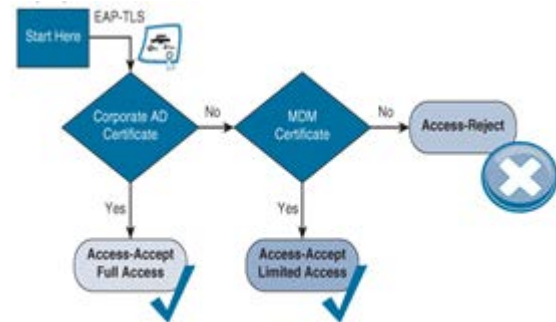 EAP-TLS
Start Here
Corporate AD
Certificate
No
MDM
Certificate
No
Access-Reject
Yes
Yes
Access-Accept
Full Access
Access-Accept
Limited Access